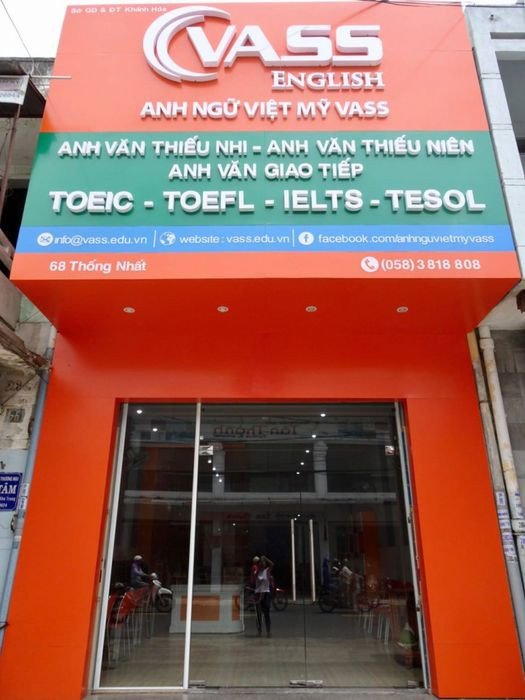 Sở GD & ĐT Khánh Hòa
VASS
ENGLISH
ANH NGỮ VIỆT MỸ VASS
ANH VĂN THIẾU NHI - ANH VĂN THIẾU NIÊN
ANH VĂN GIAO TIẾP
TOEIC - TOEFL - IELTS - TESOL
info@vass.edu.vn website : vass.edu.vn facebook.com/anhnguvietmyvass
68 Thống Nhất (058) 3 818 808
TÂM